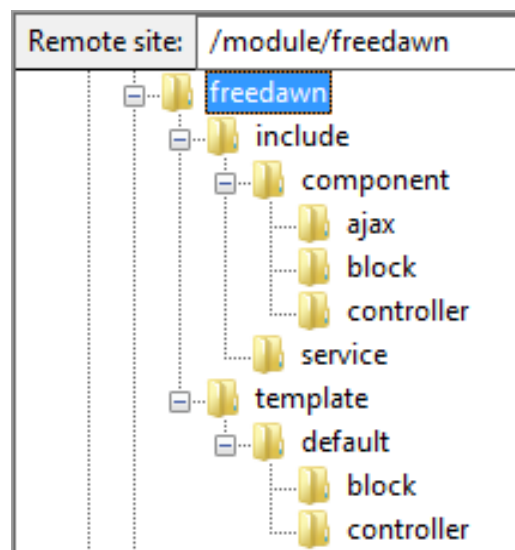 Remote site: /module/freedawn
freedawn
include
component
ajax
block
controller
service
template
default
block
controller